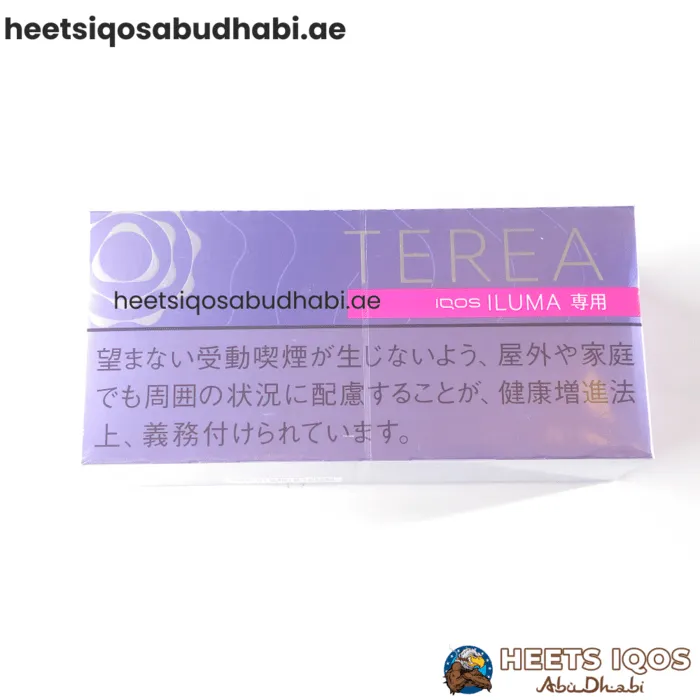 heetsiqosabudhabi.ae
TEREA
heetsiqosabudhabi.ae
IQOS ILUMA 専用
望まない受動喫煙が生じないよう、屋外や家庭
でも周囲の状況に配慮することが、健康増進法
上、義務付けられています。
HEETS IQOS
Abu Dhabi